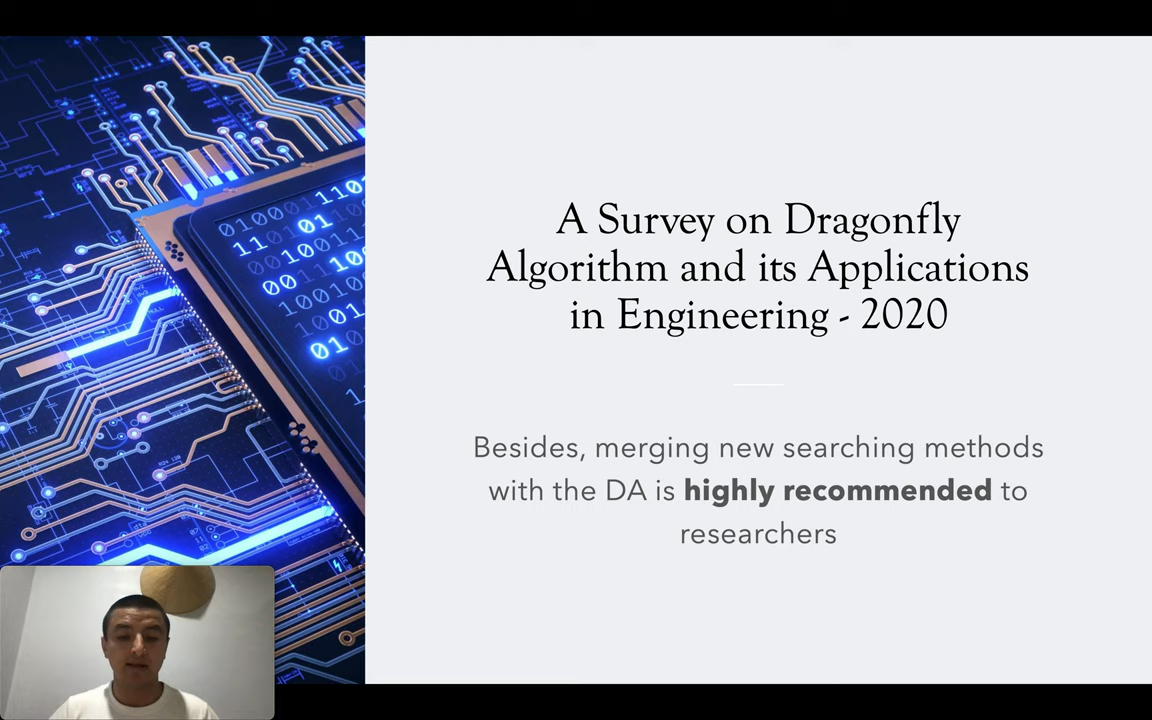 A Survey on Dragonfly
Algorithm and its Applications
in Engineering - 2020
Besides, merging new searching methods
with the DA is highly recommended to
researchers